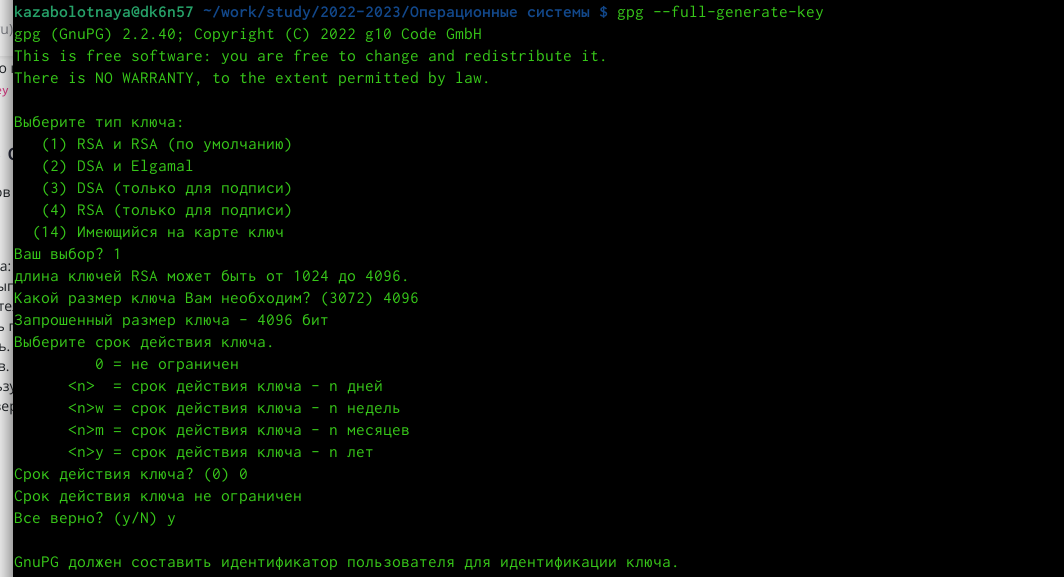 kazabolotnaya@dk6n57 ~/work/study/2022-2023/Операционные системы $ gpg --full-generate-key
gpg (GnuPG) 2.2.40; Copyright (C) 2022 g10 Code GmbH
This is free software: you are free to change and redistribute it.
There is NO WARRANTY, to the extent permitted by law.
Выберите тип ключа:
(1) RSA и RSA (по умолчанию)
(2) DSA и Elgamal
(3) DSA (только для подписи)
(4) RSA (только для подписи)
(14) Имеющийся на карте ключ
Ваш выбор? 1
длина ключей RSA может быть от 1024 до 4096.
Какой размер ключа Вам необходим? (3072) 4096
Запрошенный размер ключа - 4096 бит
Выберите срок действия ключа.
0 = не ограничен
<n>  = срок действия ключа - n дней
<n>w = срок действия ключа - n недель
<n>m = срок действия ключа - n месяцев
<n>y = срок действия ключа - n лет
Срок действия ключа? (0) 0
Срок действия ключа не ограничен
Все верно? (y/N) y
GnuPG должен составить идентификатор пользователя для идентификации ключа.